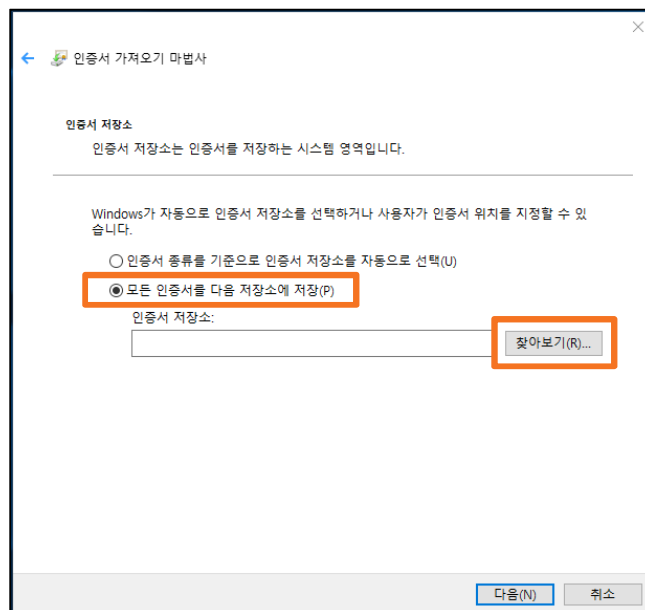 인증서 가져오기 마법사
인증서 저장소
인증서 저장소는 인증서를 저장하는 시스템 영역입니다.
Windows가 자동으로 인증서 저장소를 선택하거나 사용자가 인증서 위치를 지정할 수 있
습니다.
인증서 종류를 기준으로 인증서 저장소를 자동으로 선택(U)
모든 인증서를 다음 저장소에 저장(P)
인증서 저장소:
찾아보기(R)...
다음(N) 취소